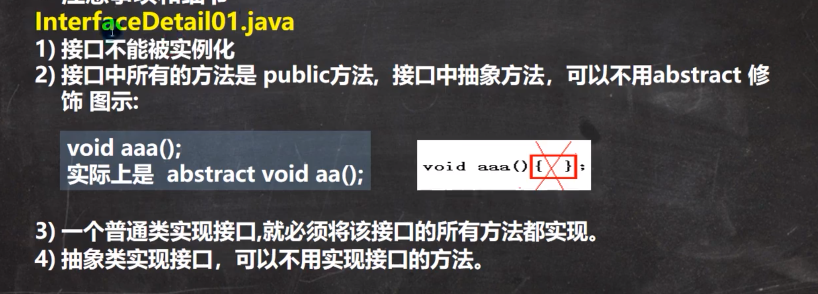 注意事项和细节
InterfaceDetail01.java
1) 接口不能被实例化
2) 接口中所有的方法是 public方法, 接口中抽象方法，可以不用abstract 修
饰 图示:
void aaa();
实际上是 abstract void aa();
void aaa(){ };
3) 一个普通类实现接口,就必须将该接口的所有方法都实现。
4) 抽象类实现接口，可以不用实现接口的方法。